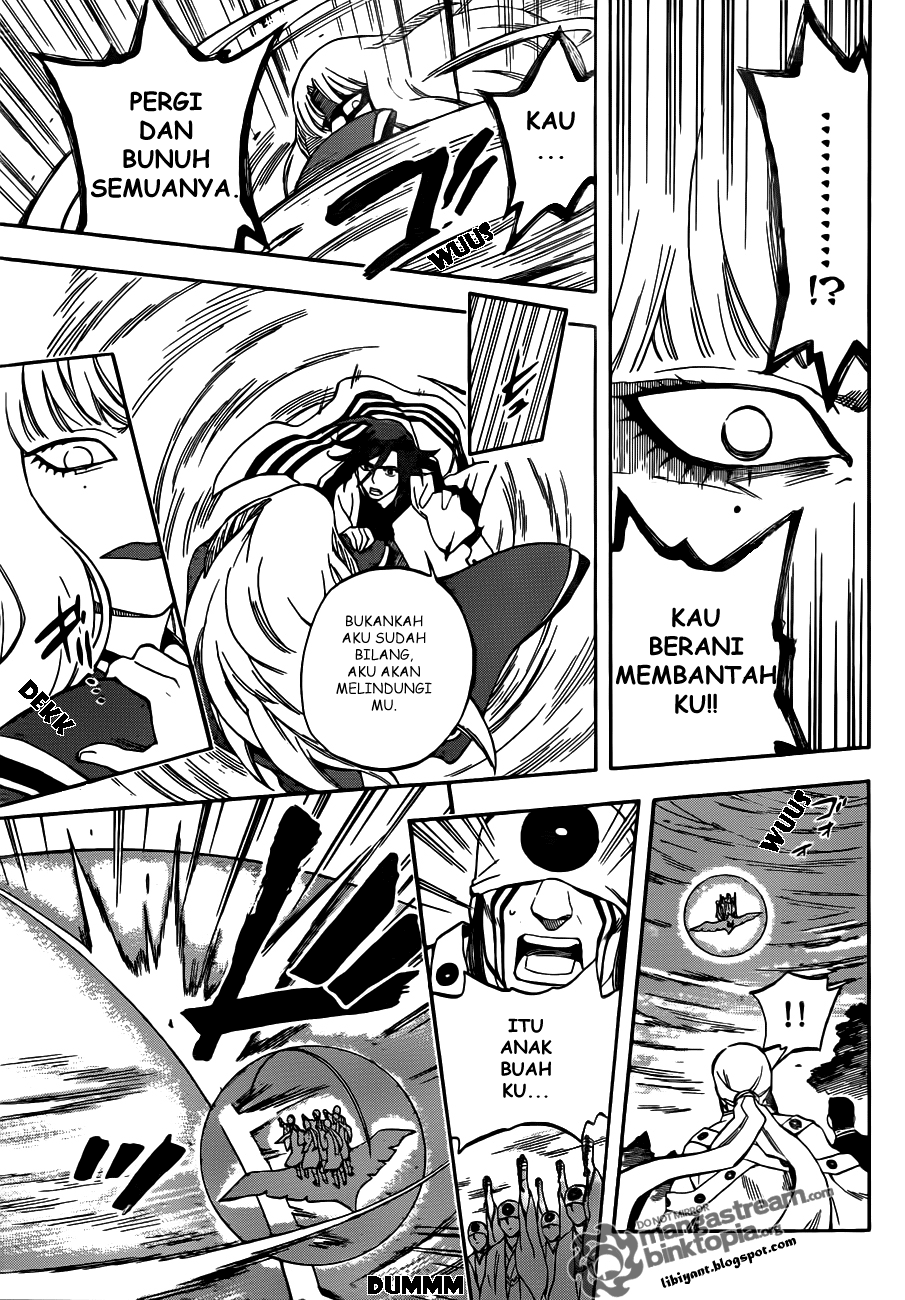 ..........
!?
KAU
BERANI
MEMBANTAH
KU!!
KAU
...
PERGI
DAN
BUNUH
SEMUANYA.
ブ
WUUS
BUKANKAH
AKU SUDAH
BILANG,
AKU AKAN
MELINDUNGI
MU.
DEKK
WUUS
!!
ITU
ANAK
BUAH
KU...
DUMMM
DO NOT MIRROR
mangastream.com
binktopia.org
libiyant.blogspot.com